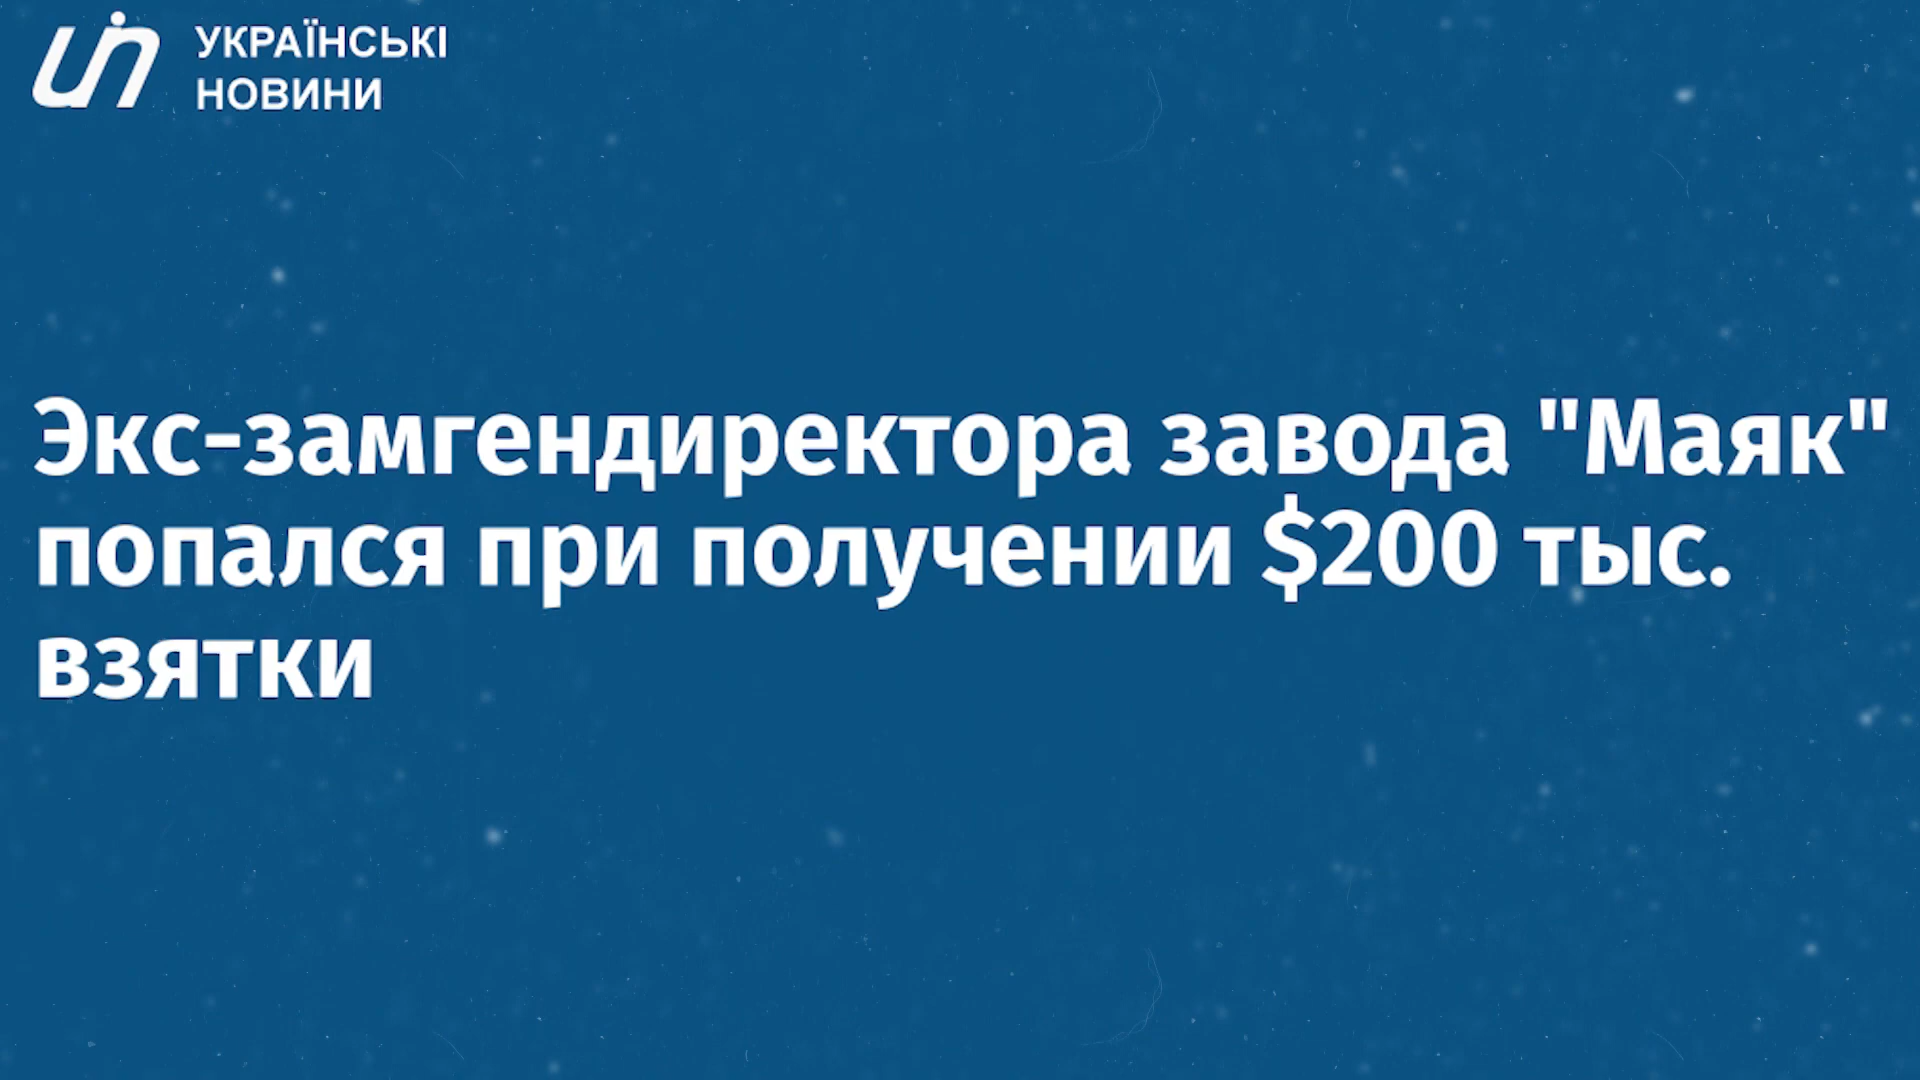 УКРАЇНСЬКІ
НОВИНИ
Экс-замгендиректора завода "Маяк"
попался при получении $200 тыс.
взятки